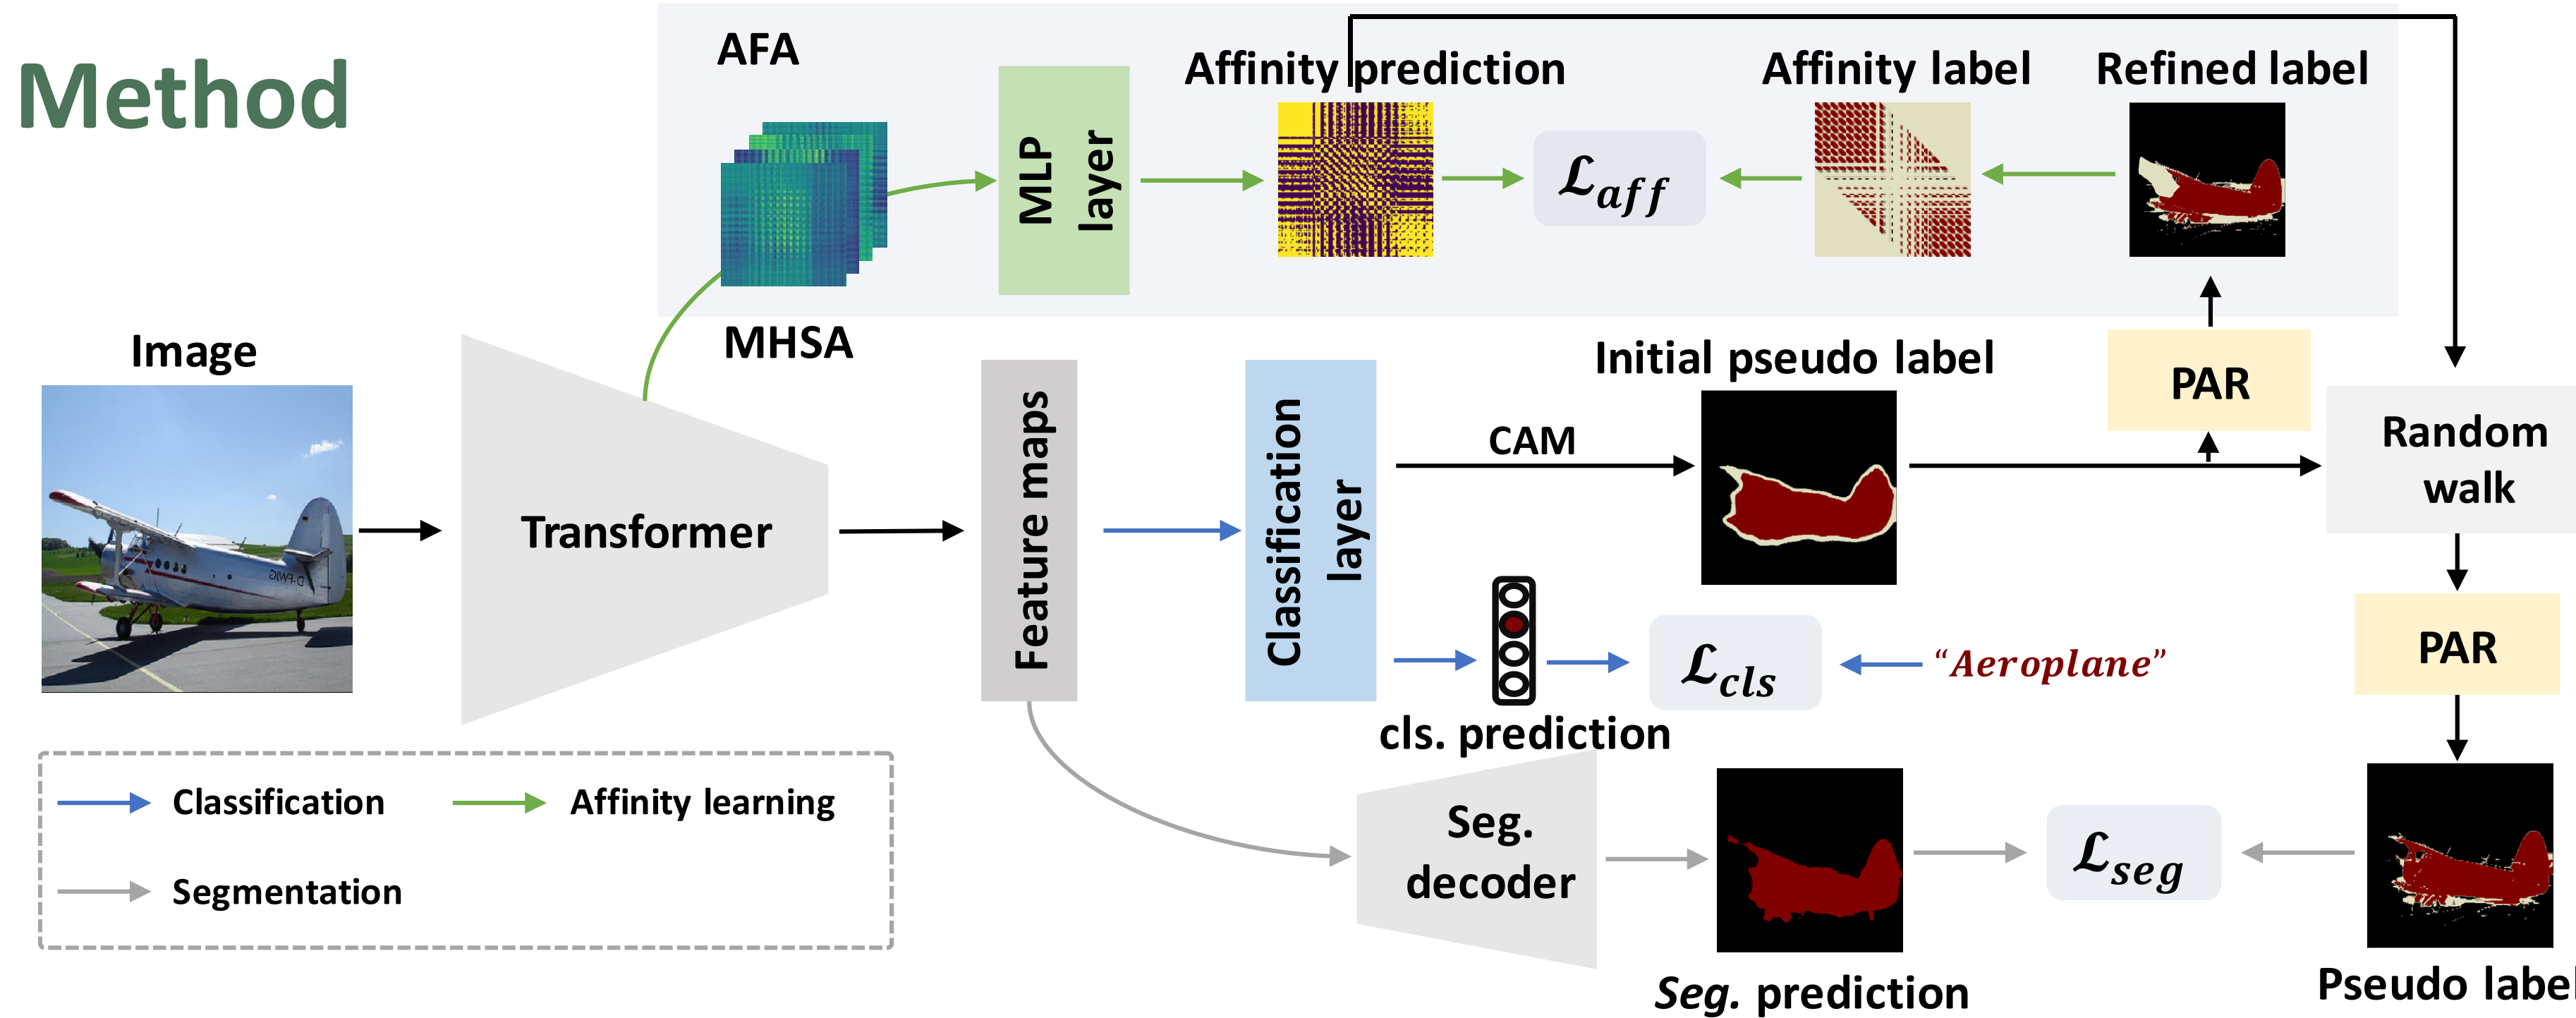 Method
AFA
MLP
layer
Affinity prediction
ℒaff
Affinity label
Refined label
MHSA
Image
Transformer
Feature maps
Classification
layer
CAM
Initial pseudo label
PAR
Random
walk
cls. prediction
ℒcls
“Aeroplane”
PAR
Classification
Affinity learning
Segmentation
Seg.
decoder
Seg. prediction
ℒseg
Pseudo label